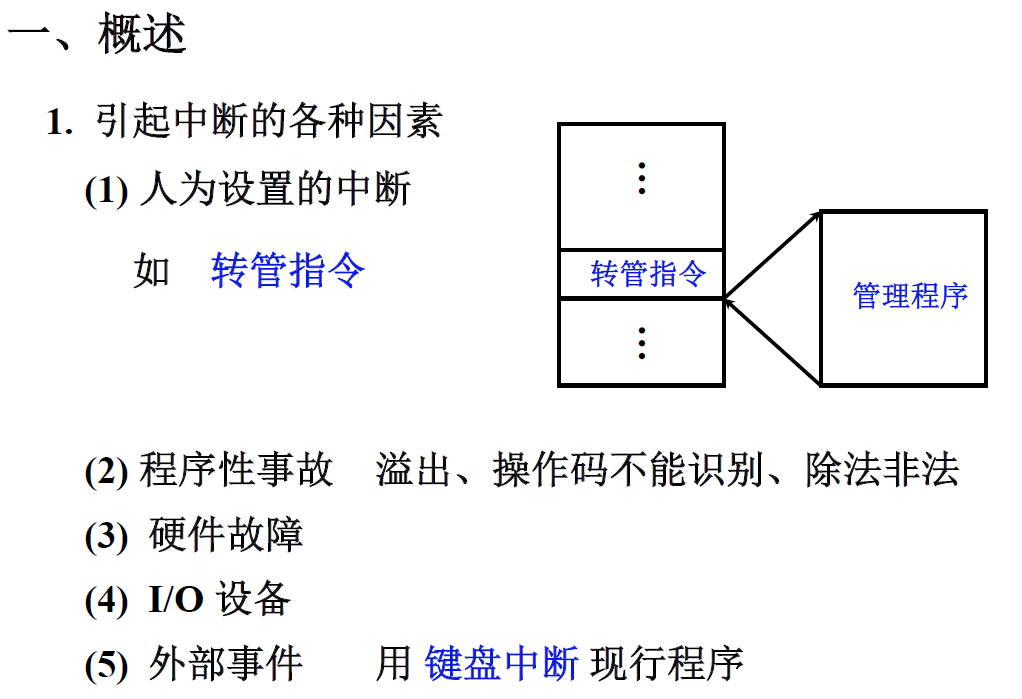 一、概述
1. 引起中断的各种因素
(1) 人为设置的中断
如 转管指令
⋮
转管指令
⋮
管理程序
(2) 程序性事故 溢出、操作码不能识别、除法非法
(3) 硬件故障
(4) I/O 设备
(5) 外部事件 用 键盘中断 现行程序